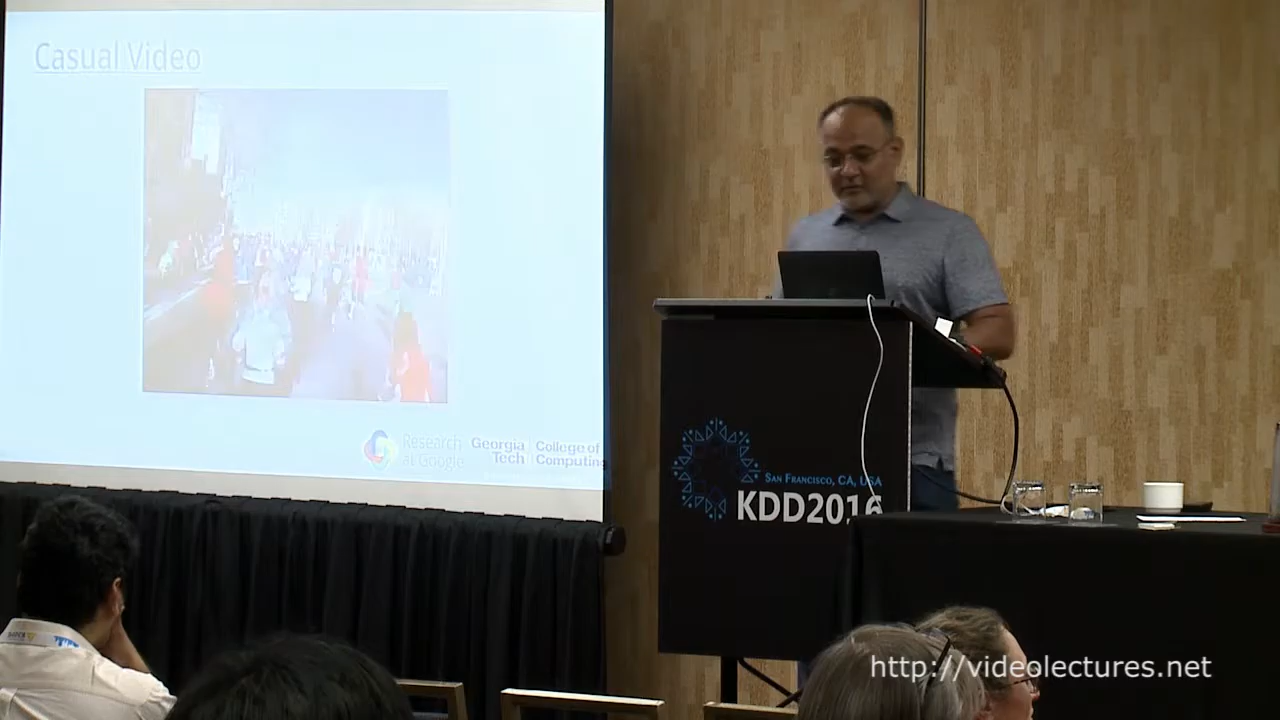 Casual Video
Research
at Google
Georgia
Tech
College of
Computing
SAN FRANCISCO, CA, USA
KDD2016
http://videolectures.net